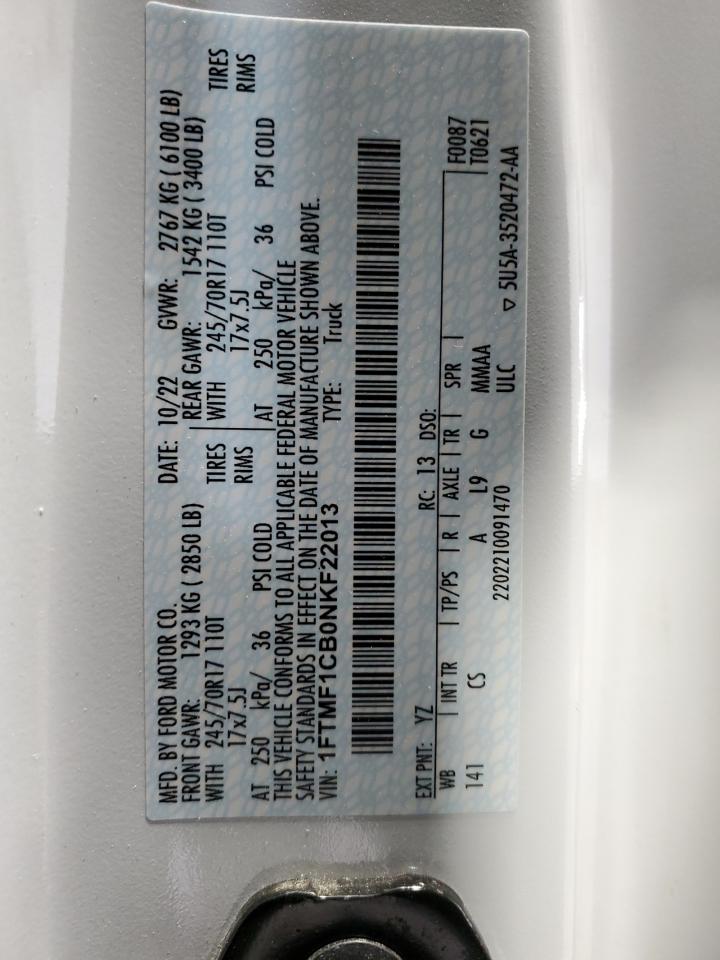 MFD. BY FORD MOTOR CO.
DATE: 10/22 GVWR: 2767 KG ( 6100 LB)
FRONT GAWR: 1293 KG ( 2850 LB) REAR GAWR: 1542 KG ( 3400 LB)
WITH 245/70R17 110T TIRES WITH 245/70R17 110T TIRES
17x7.5J RIMS 17x7.5J RIMS
AT 250 kPa/ 36 PSI COLD AT 250 kPa/ 36 PSI COLD
THIS VEHICLE CONFORMS TO ALL APPLICABLE FEDERAL MOTOR VEHICLE
SAFETY STANDARDS IN EFFECT ON THE DATE OF MANUFACTURE SHOWN ABOVE.
VIN: 1FTMF1CB0NKF22013 TYPE: Truck
EXT PNT: YZ RC: 13 DSO: F0087
WB INT TR TP/PS R AXLE TR SPR T0621
141 CS A L9 G MMAA
2202210091470 ULC ▽ 5U5A-3520472-AA